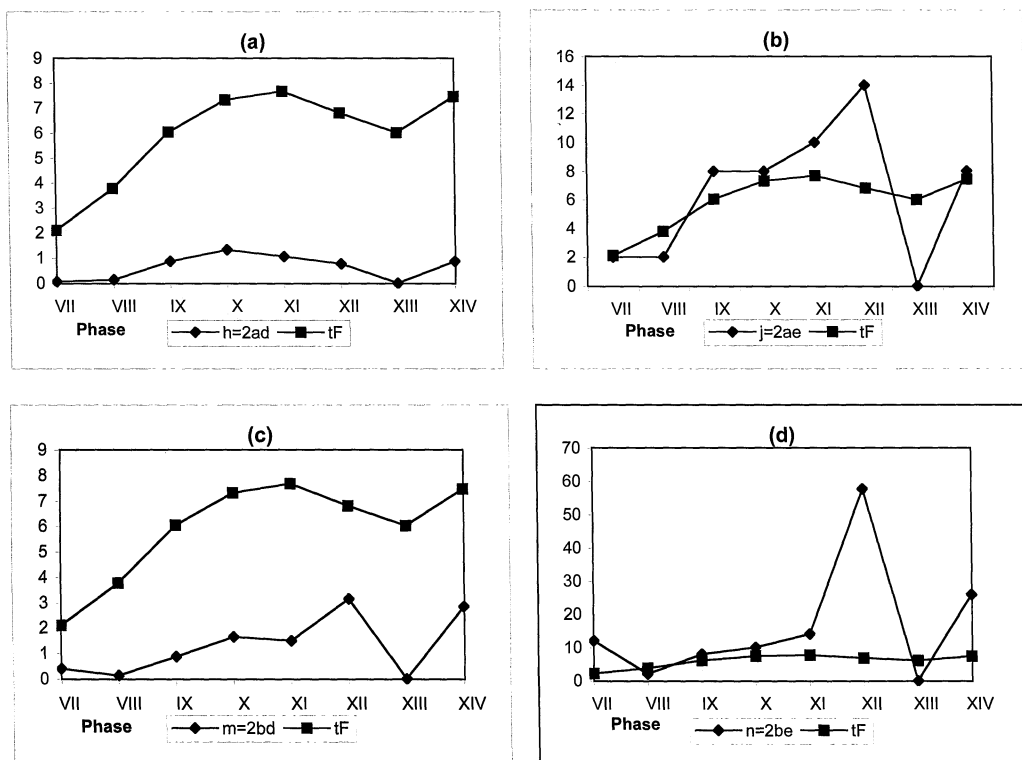 (a)
9
8
7
6
5
4
3
2
1
0
VII VIII IX X XI XII XIII XIV
Phase
h=2ad tF
(b)
16
14
12
10
8
6
4
2
0
VII VIII IX X XI XII XIII XIV
Phase
j=2ae tF
(c)
9
8
7
6
5
4
3
2
1
0
VII VIII IX X XI XII XIII XIV
Phase
m=2bd tF
(d)
70
60
50
40
30
20
10
0
VII VIII IX X XI XII XIII XIV
Phase
n=2be tF